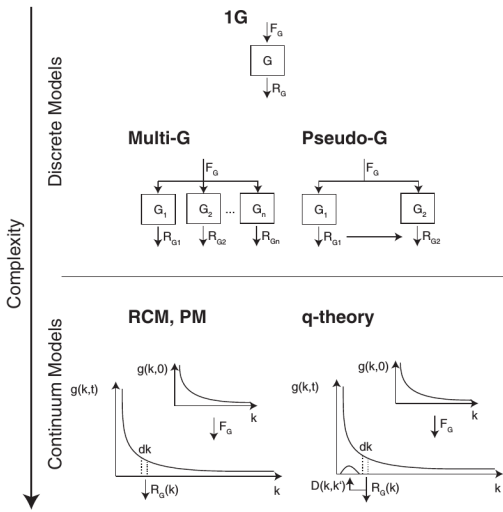 1G
F_G
G
R_G
Discrete Models
Multi-G
Pseudo-G
F_G
F_G
G_1
G_2
...
G_n
G_1
G_2
R_G1
R_G2
R_Gn
R_G1
R_G2
Complexity
Continuum Models
RCM, PM
q-theory
g(k,0)
g(k,0)
g(k,t)
g(k,t)
k
k
F_G
F_G
dk
dk
k
k
R_G(k)
D(k,k‘)
R_G(k)